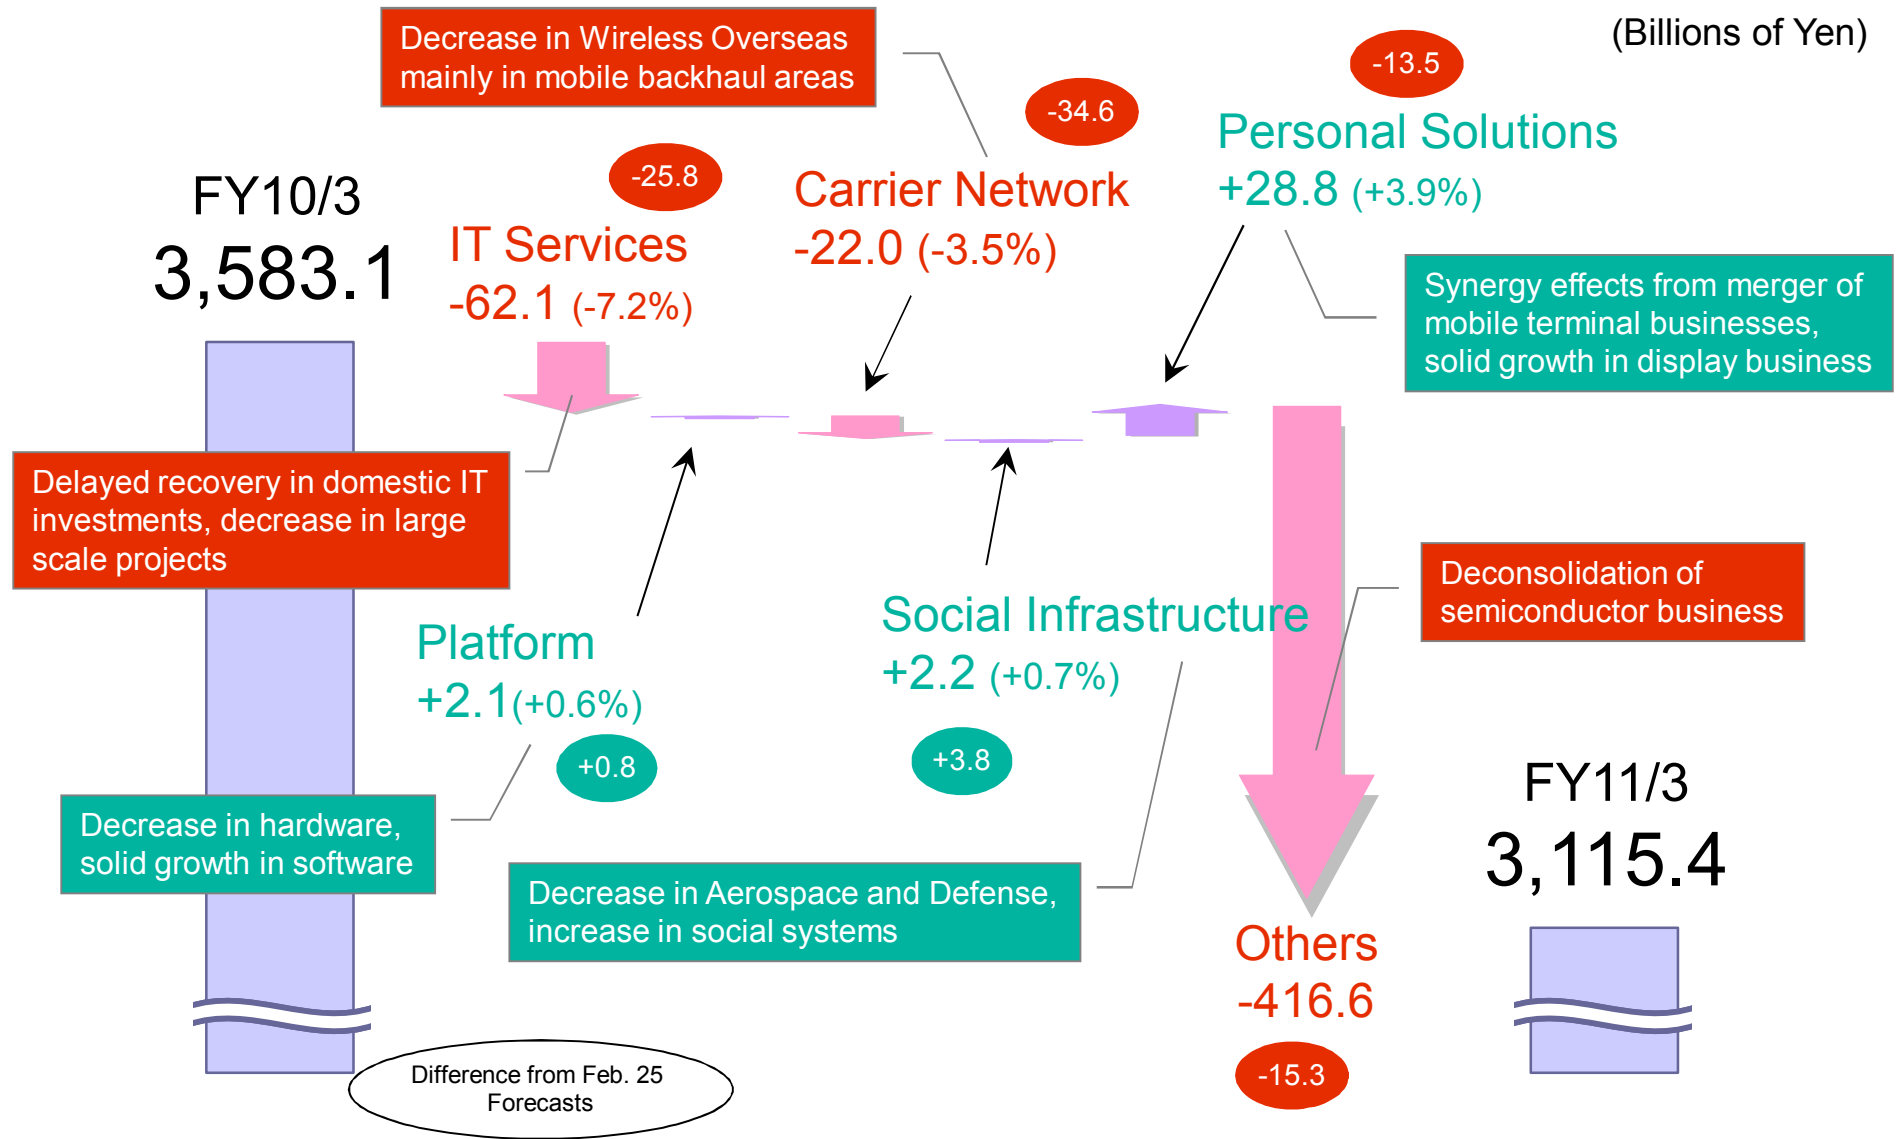 (Billions of Yen)
Decrease in Wireless Overseas
mainly in mobile backhaul areas
-13.5
-34.6
Personal Solutions
+28.8 (+3.9%)
-25.8
Carrier Network
-22.0 (-3.5%)
FY10/3
3,583.1
IT Services
-62.1 (-7.2%)
Synergy effects from merger of
mobile terminal businesses,
solid growth in display business
Delayed recovery in domestic IT
investments, decrease in large
scale projects
Deconsolidation of
semiconductor business
Platform
+2.1(+0.6%)
+0.8
Social Infrastructure
+2.2 (+0.7%)
+3.8
Decrease in hardware,
solid growth in software
FY11/3
3,115.4
Decrease in Aerospace and Defense,
increase in social systems
Others
-416.6
-15.3
Difference from Feb. 25
Forecasts